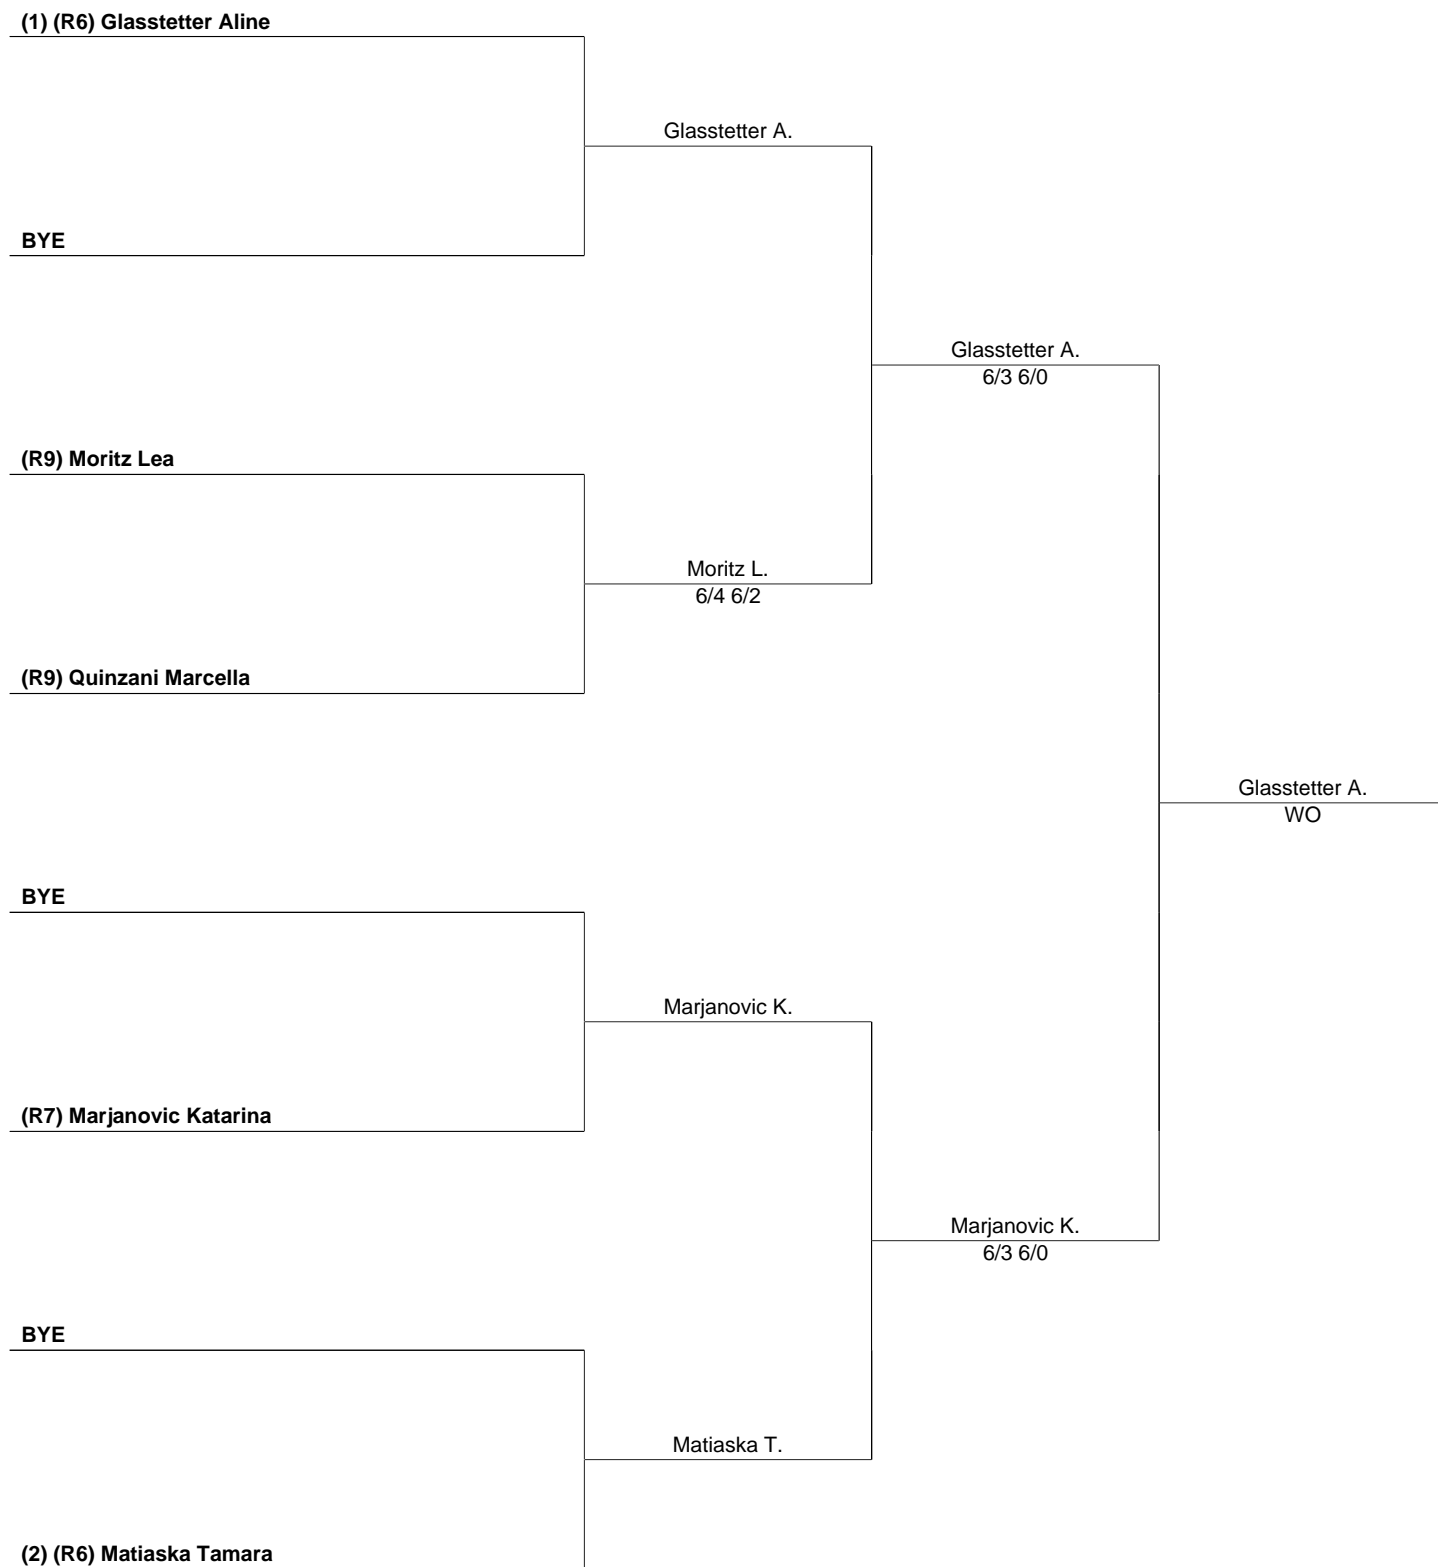 (1) (R6) Glasstetter Aline
Glasstetter A.
BYE
Glasstetter A.
6/3 6/0
(R9) Moritz Lea
Moritz L.
6/4 6/2
(R9) Quinzani Marcella
Glasstetter A.
WO
BYE
Marjanovic K.
(R7) Marjanovic Katarina
Marjanovic K.
6/3 6/0
BYE
Matiaska T.
(2) (R6) Matiaska Tamara